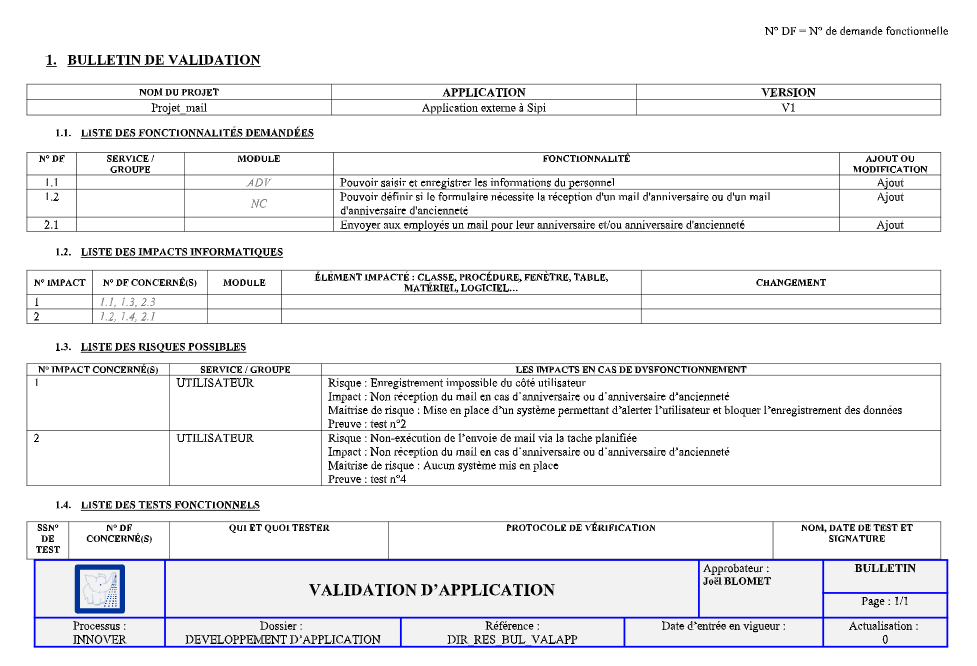 N° DF = N° de demande fonctionnelle
1. BULLETIN DE VALIDATION
NOM DU PROJET APPLICATION VERSION
Projet_mail Application externe à Sipi V1
1.1. LISTE DES FONCTIONNALITÉS DEMANDÉES
N° DF SERVICE / GROUPE MODULE FONCTIONNALITÉ AJOUT OU MODIFICATION
1.1 ADV Pouvoir saisir et enregistrer les informations du personnel Ajout
1.2 NC Pouvoir définir si le formulaire nécessite la réception d'un mail d'anniversaire ou d'un mail Ajout
d'anniversaire d'ancienneté
2.1 Envoyer aux employés un mail pour leur anniversaire et/ou anniversaire d'ancienneté Ajout
1.2. LISTE DES IMPACTS INFORMATIQUES
N° IMPACT N° DF CONCERNÉ(S) MODULE ÉLÉMENT IMPACTÉ : CLASSE, PROCÉDURE, FENÊTRE, TABLE, MATÉRIEL, LOGICIEL… CHANGEMENT
1 1.1, 1.3, 2.3
2 1.2, 1.4, 2.1
1.3. LISTE DES RISQUES POSSIBLES
N° IMPACT CONCERNÉ(S) SERVICE / GROUPE LES IMPACTS EN CAS DE DYSFONCTIONNEMENT
1 UTILISATEUR Risque : Enregistrement impossible du côté utilisateur
Impact : Non réception du mail en cas d'anniversaire ou d'anniversaire d'ancienneté
Maitrise de risque : Mise en place d'un système permettant d'alerter l'utilisateur et bloquer l'enregistrement des données
Preuve : test n°2
2 UTILISATEUR Risque : Non-exécution de l'envoie de mail via la tache planifiée
Impact : Non réception du mail en cas d'anniversaire ou d'anniversaire d'ancienneté
Maitrise de risque : Aucun système mis en place
Preuve : test n°4
1.4. LISTE DES TESTS FONCTIONNELS
SSN° DE TEST N° DF CONCERNÉ(S) QUI ET QUOI TESTER PROTOCOLE DE VÉRIFICATION NOM, DATE DE TEST ET SIGNATURE
VALIDATION D'APPLICATION
Approbateur :
Joël BLOMET
BULLETIN
Page : 1/1
Processus : Dossier : Référence : Date d'entrée en vigueur : Actualisation :
INNOVER DEVELOPPEMENT D'APPLICATION DIR_RES_BUL_VALAPP 0